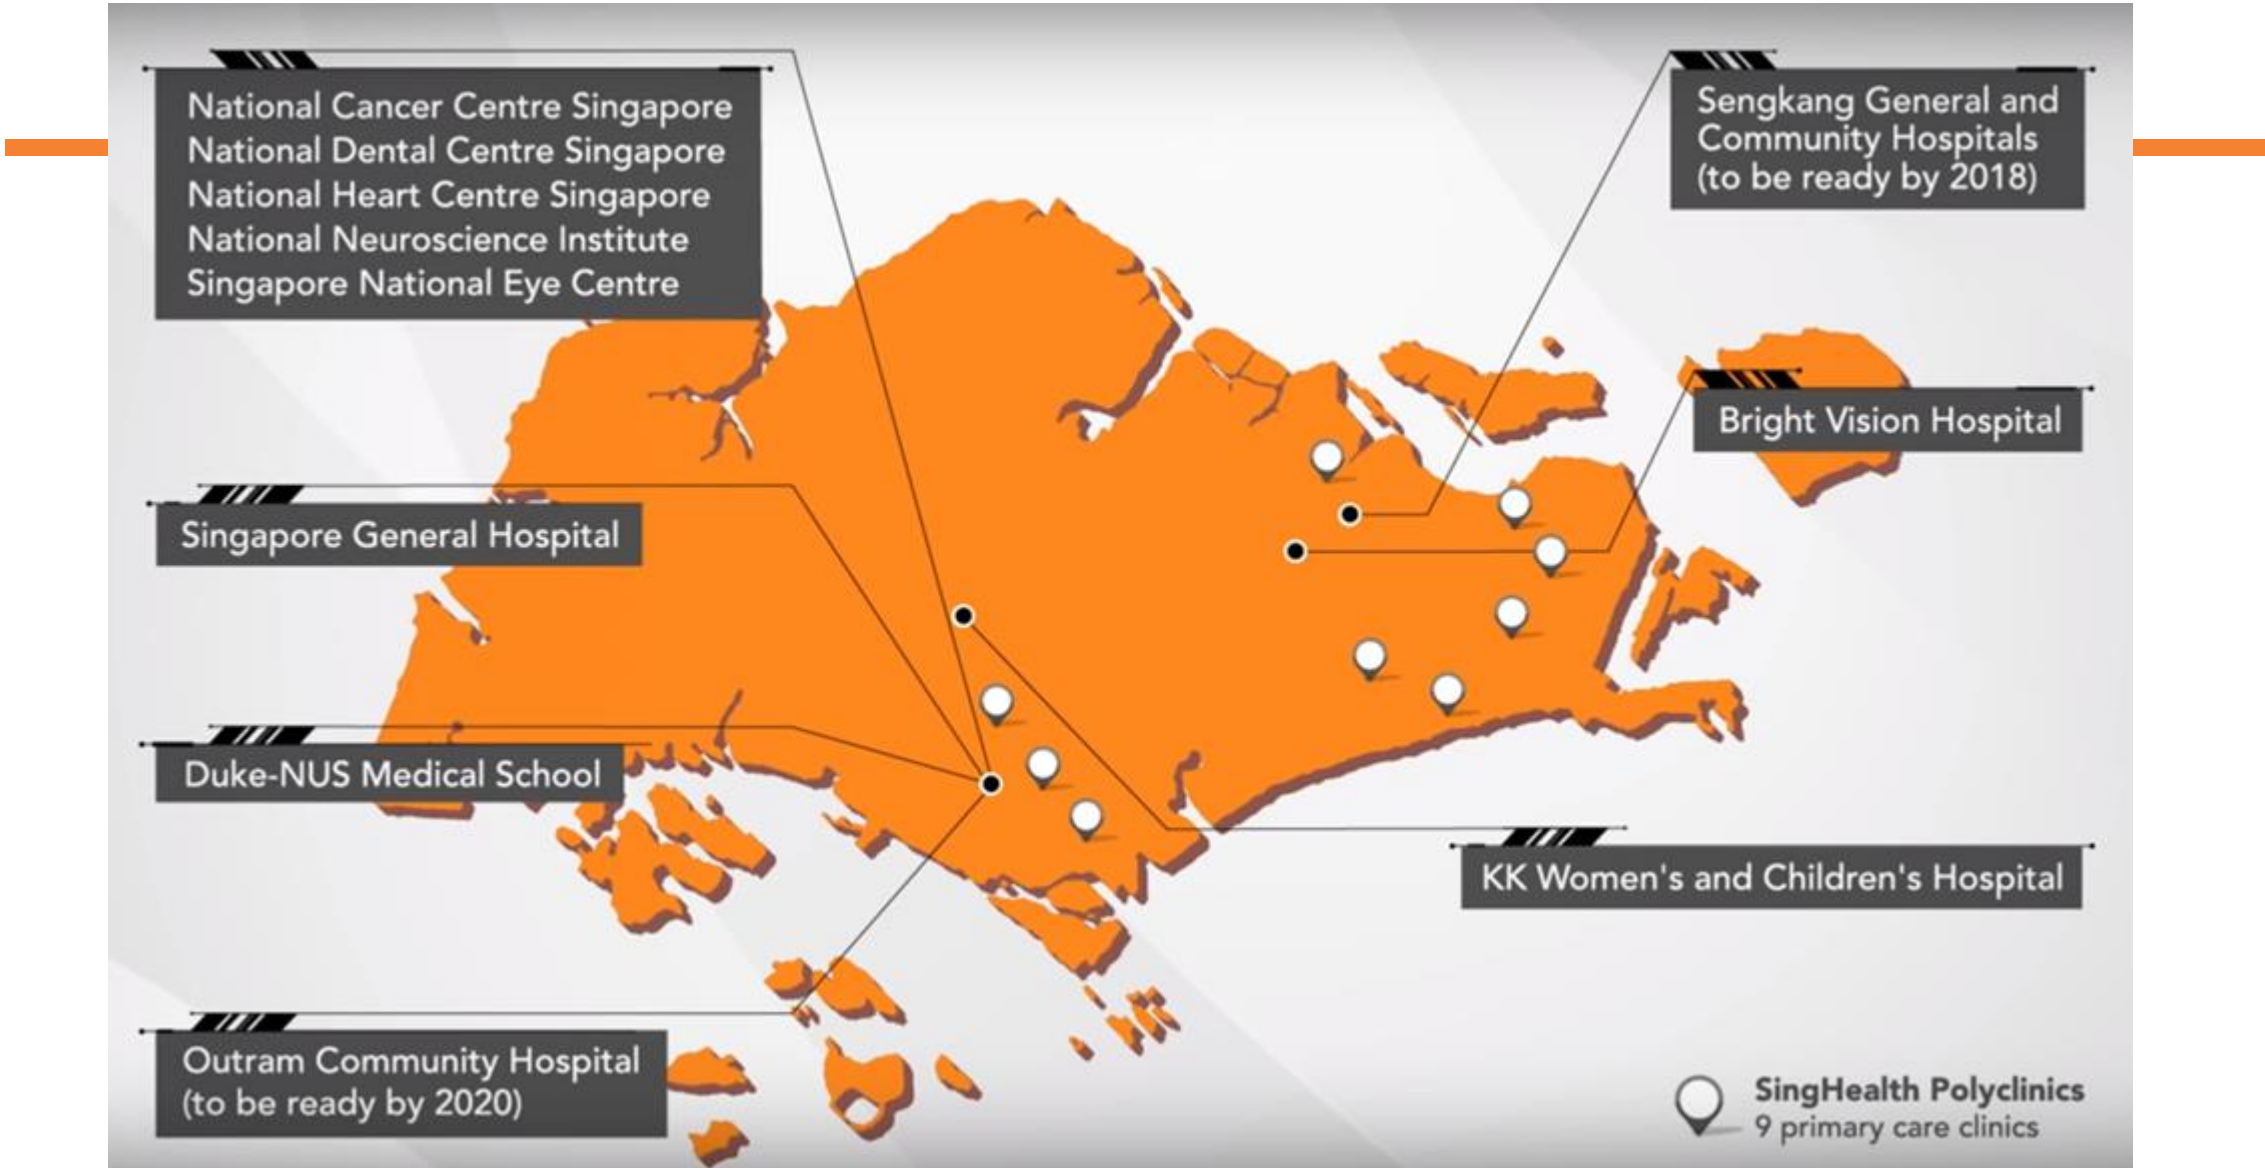 National Cancer Centre Singapore
National Dental Centre Singapore
National Heart Centre Singapore
National Neuroscience Institute
Singapore National Eye Centre
Sengkang General and
Community Hospitals
(to be ready by 2018)
Bright Vision Hospital
Singapore General Hospital
Duke-NUS Medical School
KK Women's and Children's Hospital
Outram Community Hospital
(to be ready by 2020)
SingHealth Polyclinics
9 primary care clinics